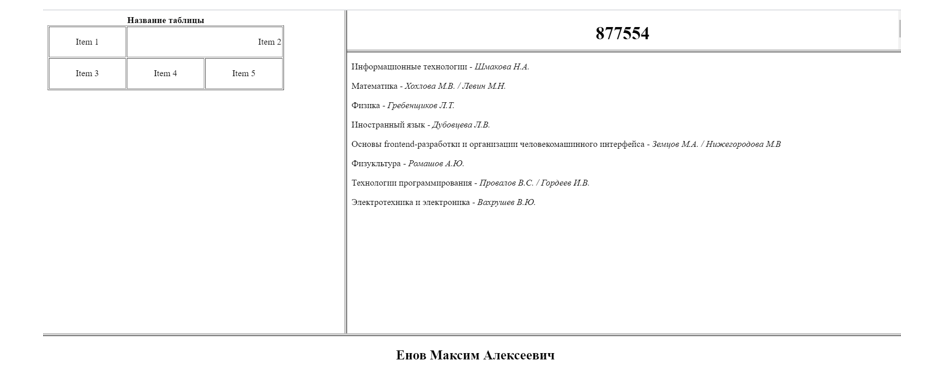 Название таблицы
Item 1 Item 2
Item 3 Item 4 Item 5
877554
Информационные технологии - Шмакова Н.А.
Математика - Хохлова М.В. / Левин М.Н.
Физика - Гребенщиков Л.Т.
Иностранный язык - Дубовцева Л.В.
Основы frontend-разработки и организации человекомашинного интерфейса - Земцов М.А. / Нижегородова М.В
Физукльтура - Ромашов А.Ю.
Технологии программирования - Провалов В.С. / Гордеев И.В.
Электротехника и электроника - Вахрушев В.Ю.
Енов Максим Алексеевич